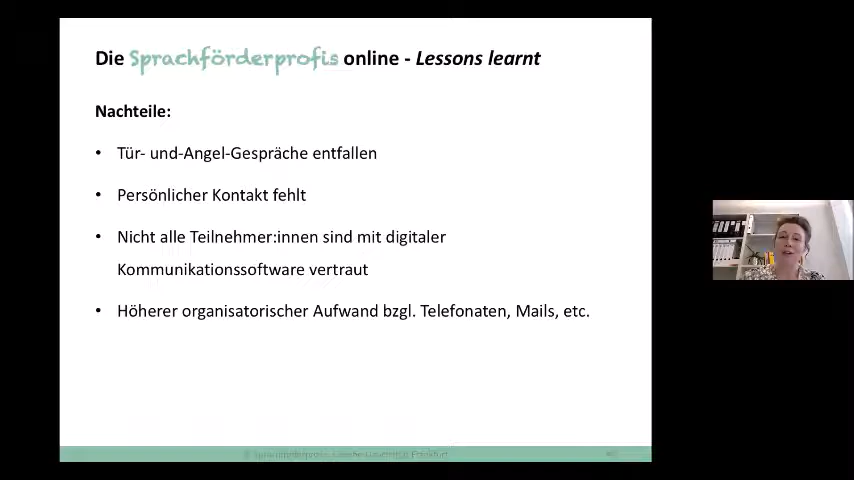 Die Sprachförderprofis online - Lessons learnt
Nachteile:
• Tür- und-Angel-Gespräche entfallen
• Persönlicher Kontakt fehlt
• Nicht alle Teilnehmer:innen sind mit digitaler
Kommunikationssoftware vertraut
• Höherer organisatorischer Aufwand bzgl. Telefonaten, Mails, etc.